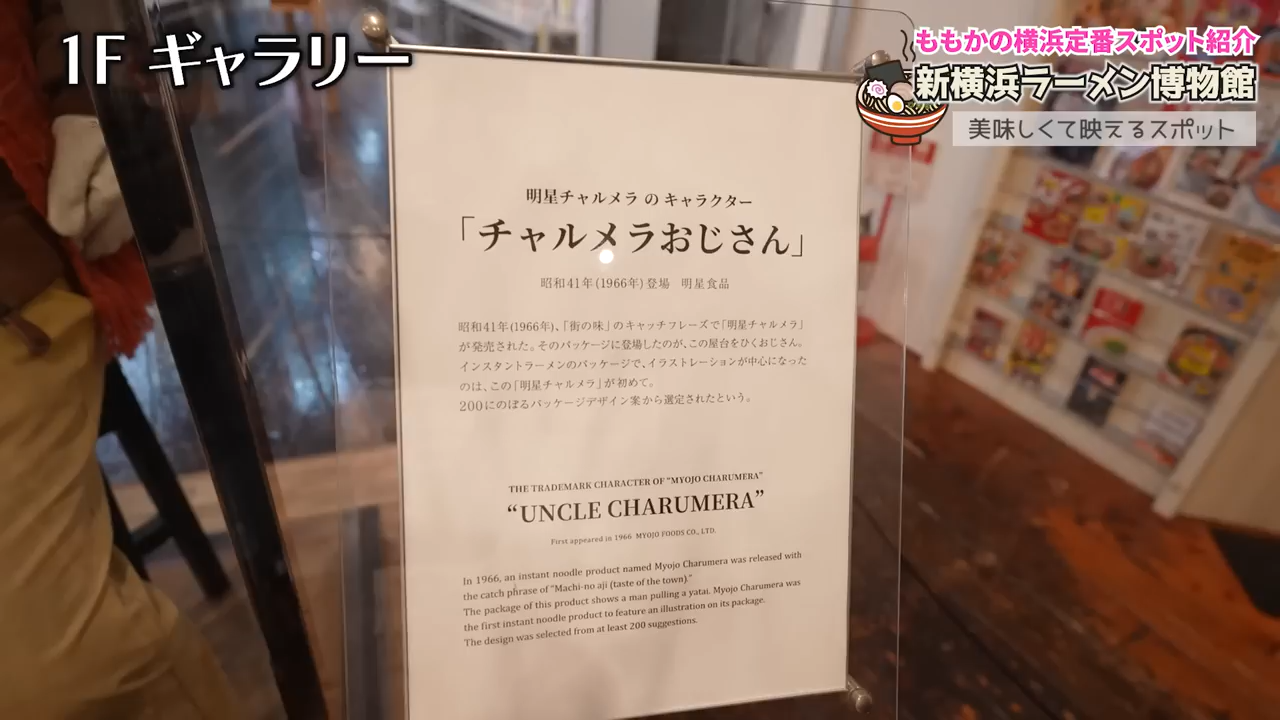 1F ギャラリー
ももかの横浜定番スポット紹介
新横浜ラーメン博物館
美味しくて映えるスポット
明星チャルメラ の キャラクター
「チャルメラおじさん」
昭和41年(1966年)登場 明星食品
昭和41年(1966年)、「街の味」のキャッチフレーズで「明星チャルメラ」
が発売された。そのパッケージに登場したのが、この屋台をひくおじさん。
インスタントラーメンのパッケージで、イラストレーションが中心になった
のは、この「明星チャルメラ」が初めて。
200にのぼるパッケージデザイン案から選定されたという。
THE TRADEMARK CHARACTER OF "MYOJO CHARUMERA"
“UNCLE CHARUMERA”
First appeared in 1966 MYOJO FOODS CO., LTD.
In 1966, an instant noodle product named Myojo Charumera was released with
the catch phrase of "Machi-no aji (taste of the town)."
The package of this product shows a man pulling a yatai. Myojo Charumera was
the first instant noodle product to feature an illustration on its package.
The design was selected from at least 200 suggestions.